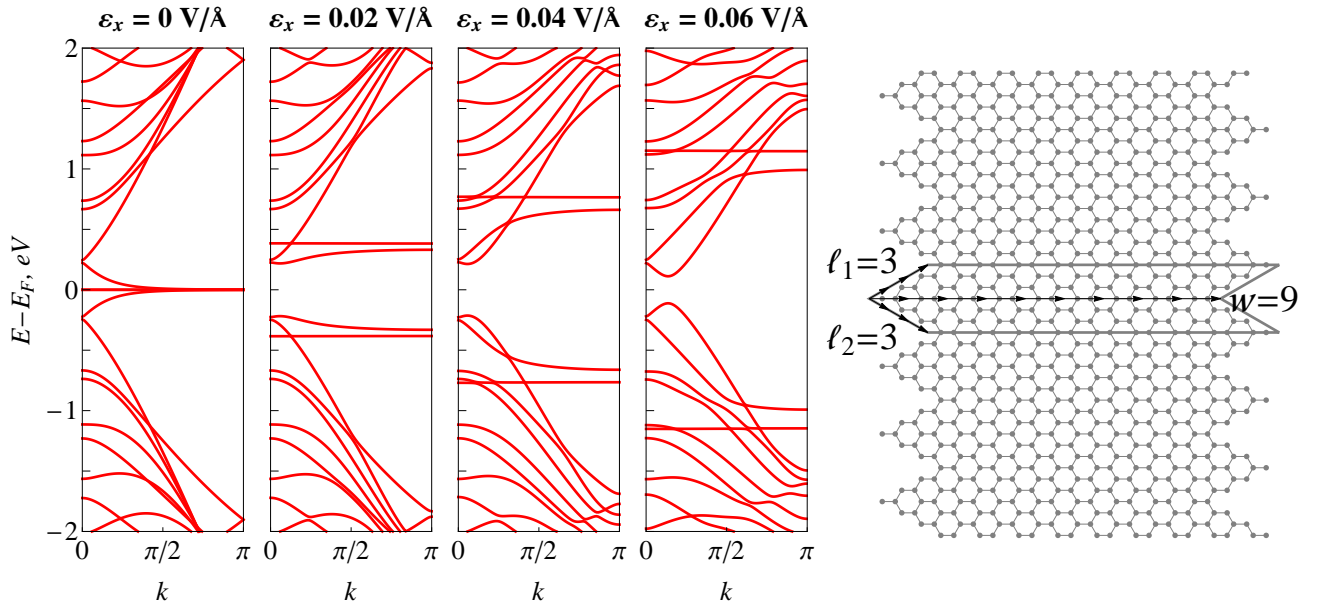 εx = 0 V/Å
εx = 0.02 V/Å
εx = 0.04 V/Å
εx = 0.06 V/Å
E−EF, eV
2
1
0
−1
−2
0 π/2 π
0 π/2 π
0 π/2 π
0 π/2 π
k
k
k
k
ℓ1=3
w=9
ℓ2=3